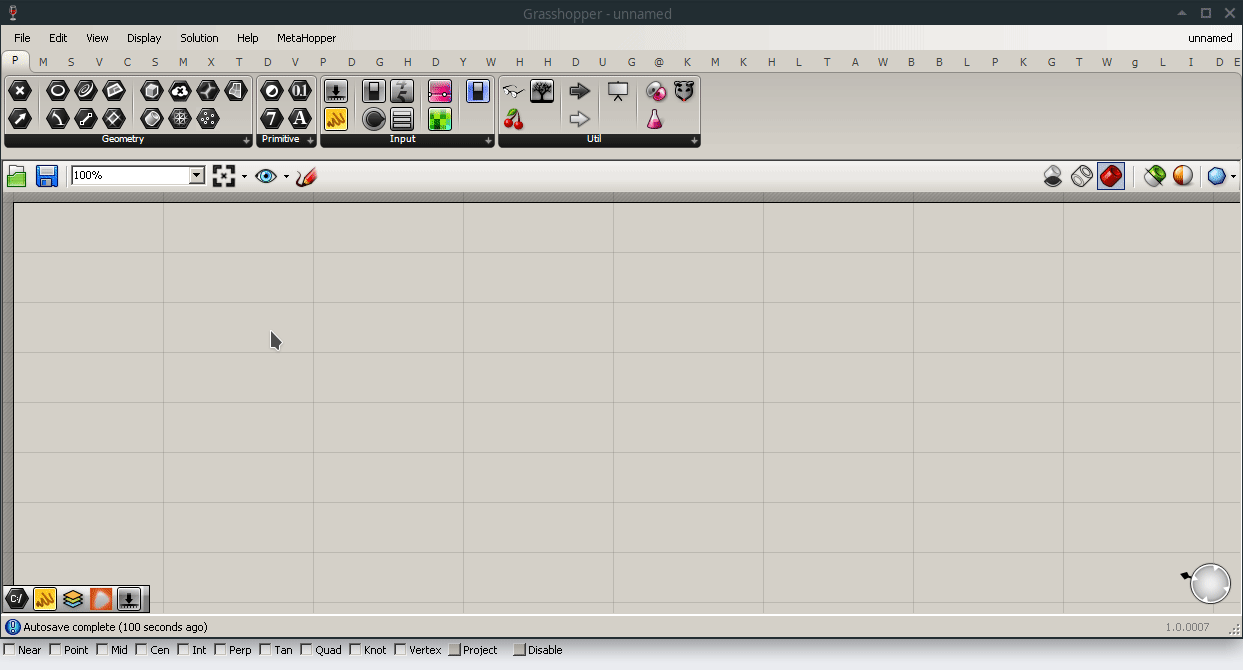 Grasshopper - unnamed
File Edit View Display Solution Help MetaHopper unnamed
P M S V C S M X T D V P D G H D Y W H H D U G @ K M K H L T A W B B L P K G T W g L I D E
0.1
7 A
Geometry Primitive Input Util
100%
C:/
Autosave complete (100 seconds ago) 1.0.0007
Near Point Mid Cen Int Perp Tan Quad Knot Vertex Project Disable